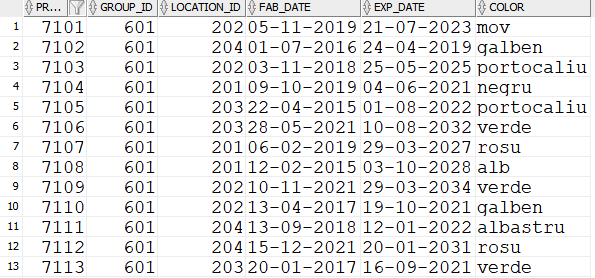 PR... GROUP_ID LOCATION_ID FAB_DATE EXP_DATE COLOR
1 7101 601 202 05-11-2019 21-07-2023 mov
2 7102 601 204 01-07-2016 24-04-2019 galben
3 7103 601 202 03-11-2018 25-05-2025 portocaliu
4 7104 601 201 09-10-2019 04-06-2021 negru
5 7105 601 203 22-04-2015 01-08-2022 portocaliu
6 7106 601 203 28-05-2021 10-08-2032 verde
7 7107 601 201 06-02-2019 29-03-2027 rosu
8 7108 601 201 12-02-2015 03-10-2028 alb
9 7109 601 202 10-11-2021 29-03-2034 verde
10 7110 601 202 13-04-2017 19-10-2021 galben
11 7111 601 204 13-09-2018 12-01-2022 albastru
12 7112 601 204 15-12-2021 20-01-2031 rosu
13 7113 601 203 20-01-2017 16-09-2021 verde